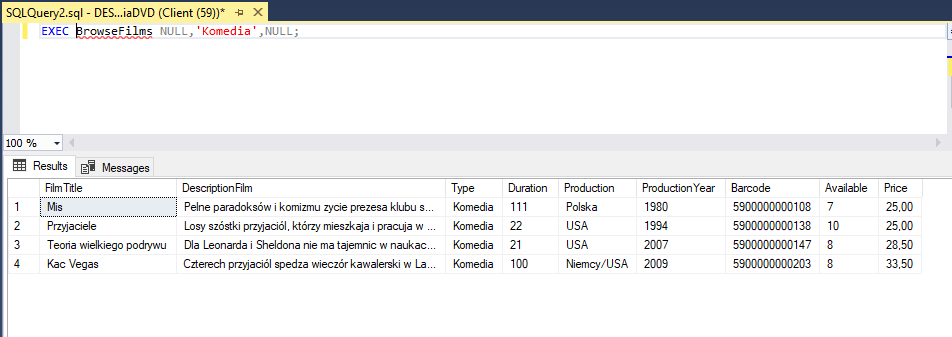 SQLQuery2.sql - DES...iaDVD (Client (59))*
EXEC BrowseFilms NULL,'Komedia',NULL;
100 %
Results Messages
FilmTitle DescriptionFilm Type Duration Production ProductionYear Barcode Available Price
1 Mis Pelne paradoksów i komizmu zycie prezesa klubu s... Komedia 111 Polska 1980 5900000000108 7 25,00
2 Przyjaciele Losy szóstki przyjaciól, którzy mieszkaja i pracuja w ... Komedia 22 USA 1994 5900000000138 10 25,00
3 Teoria wielkiego podrywu Dla Leonarda i Sheldona nie ma tajemnic w naukac... Komedia 21 USA 2007 5900000000147 8 28,50
4 Kac Vegas Czterech przyjaciól spedza wieczór kawalerski w La... Komedia 100 Niemcy/USA 2009 5900000000203 8 33,50